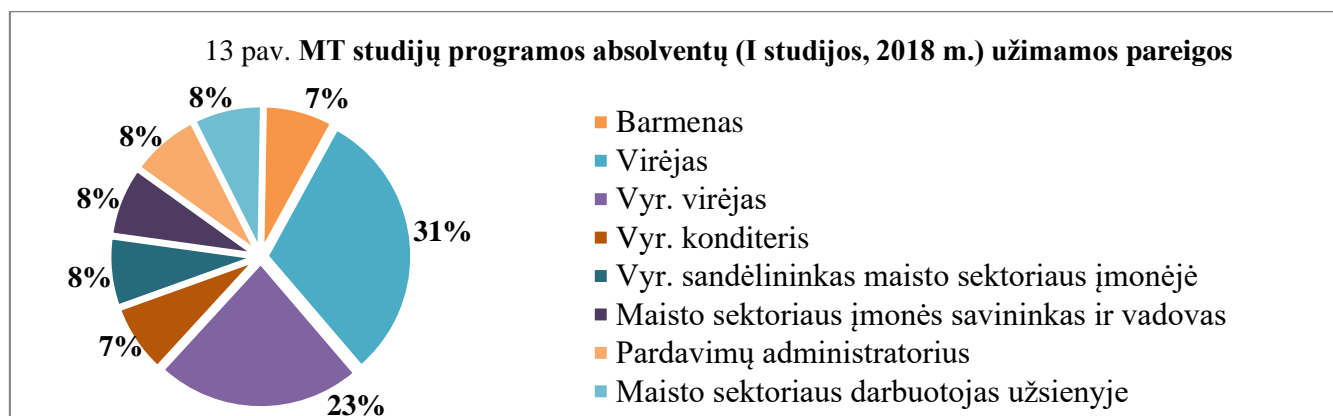 13 pav. MT studijų programos absolventų (I studijos, 2018 m.) užimamos pareigos
8%
7%
8%
8%
31%
8%
7%
23%
Barmenas
Virėjas
Vyr. virėjas
Vyr. konditeris
Vyr. sandėlininkas maisto sektoriaus įmonėjė
Maisto sektoriaus įmonės savininkas ir vadovas
Pardavimų administratorius
Maisto sektoriaus darbuotojas užsienyje